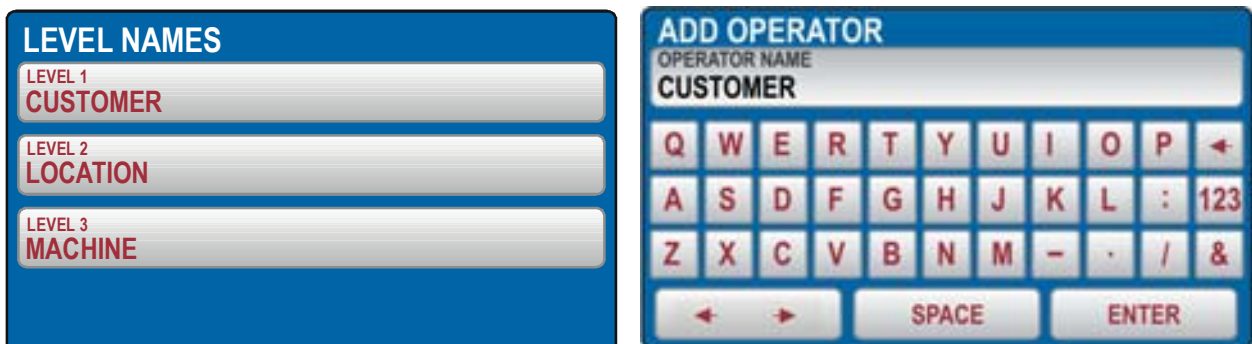 LEVEL NAMES
LEVEL 1
CUSTOMER
LEVEL 2
LOCATION
LEVEL 3
MACHINE
ADD OPERATOR
OPERATOR NAME
CUSTOMER
Q W E R T Y U I O P ←
A S D F G H J K L : 123
Z X C V B N M – . / &
← → SPACE ENTER